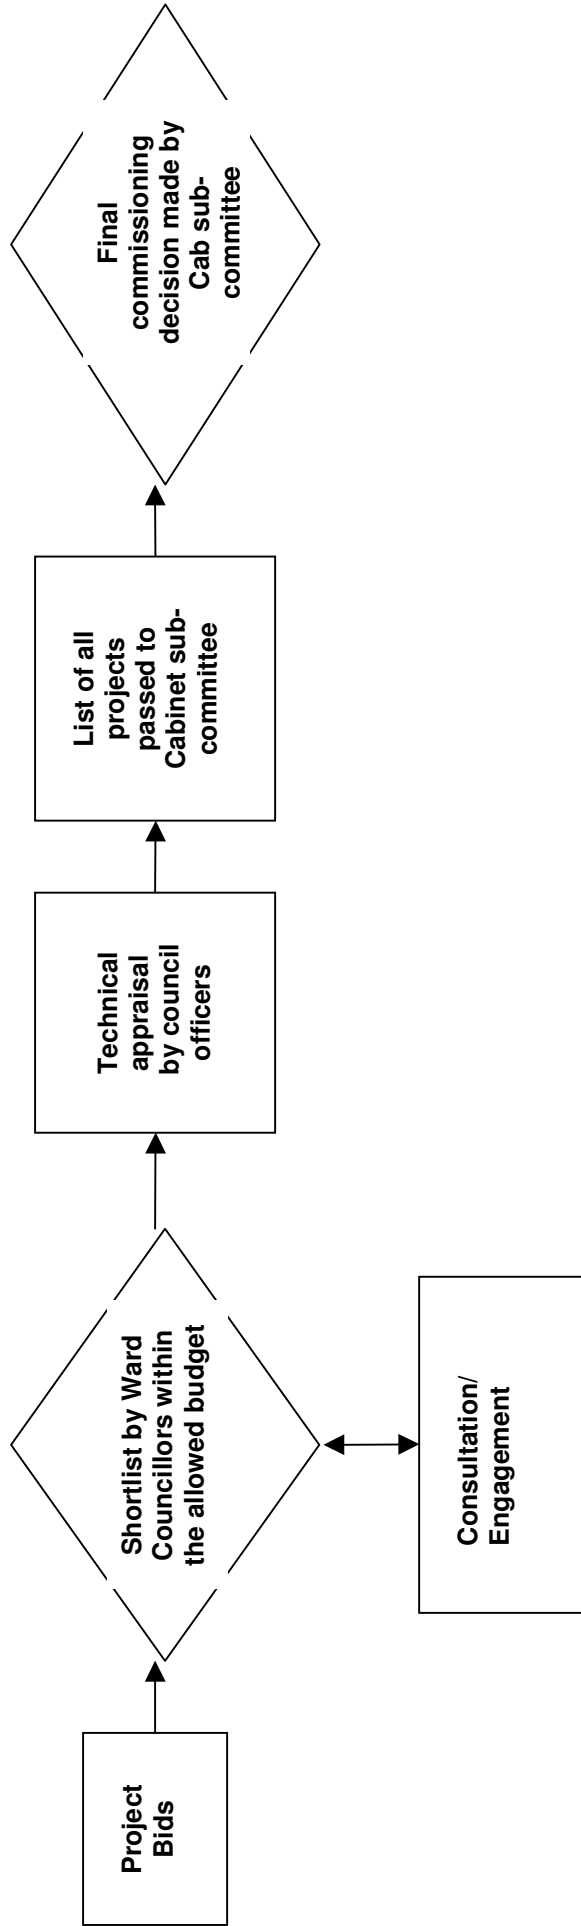 Project
Bids
Shortlist by Ward
Councillors within
the allowed budget
Consultation/
Engagement
Technical
appraisal
by council
officers
List of all
projects
passed to
Cabinet sub-
committee
Final
commissioning
decision made by
Cab sub-
committee